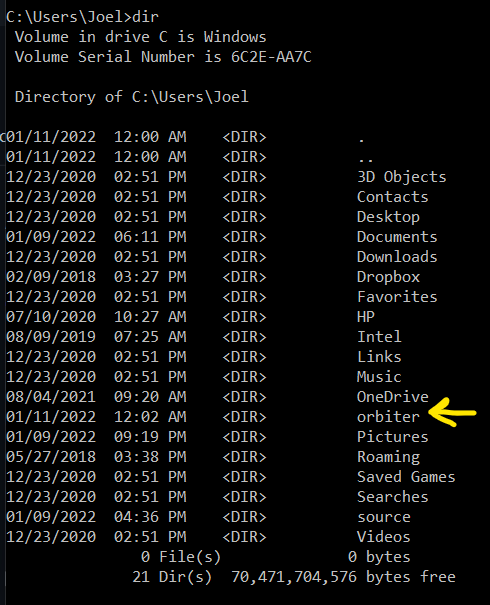 C:\Users\Joel>dir
 Volume in drive C is Windows
 Volume Serial Number is 6C2E-AA7C

 Directory of C:\Users\Joel

01/11/2022  12:00 AM    <DIR>          .
01/11/2022  12:00 AM    <DIR>          ..
12/23/2020  02:51 PM    <DIR>          3D Objects
12/23/2020  02:51 PM    <DIR>          Contacts
12/23/2020  02:51 PM    <DIR>          Desktop
01/09/2022  06:11 PM    <DIR>          Documents
12/23/2020  02:51 PM    <DIR>          Downloads
02/09/2018  03:27 PM    <DIR>          Dropbox
12/23/2020  02:51 PM    <DIR>          Favorites
07/10/2020  10:27 AM    <DIR>          HP
08/09/2019  07:25 AM    <DIR>          Intel
12/23/2020  02:51 PM    <DIR>          Links
12/23/2020  02:51 PM    <DIR>          Music
08/04/2021  09:20 AM    <DIR>          OneDrive
01/11/2022  12:02 AM    <DIR>          orbiter
01/09/2022  09:19 PM    <DIR>          Pictures
05/27/2018  03:38 PM    <DIR>          Roaming
12/23/2020  02:51 PM    <DIR>          Saved Games
12/23/2020  02:51 PM    <DIR>          Searches
01/09/2022  04:36 PM    <DIR>          source
12/23/2020  02:51 PM    <DIR>          Videos
               0 File(s)              0 bytes
              21 Dir(s)  70,471,704,576 bytes free